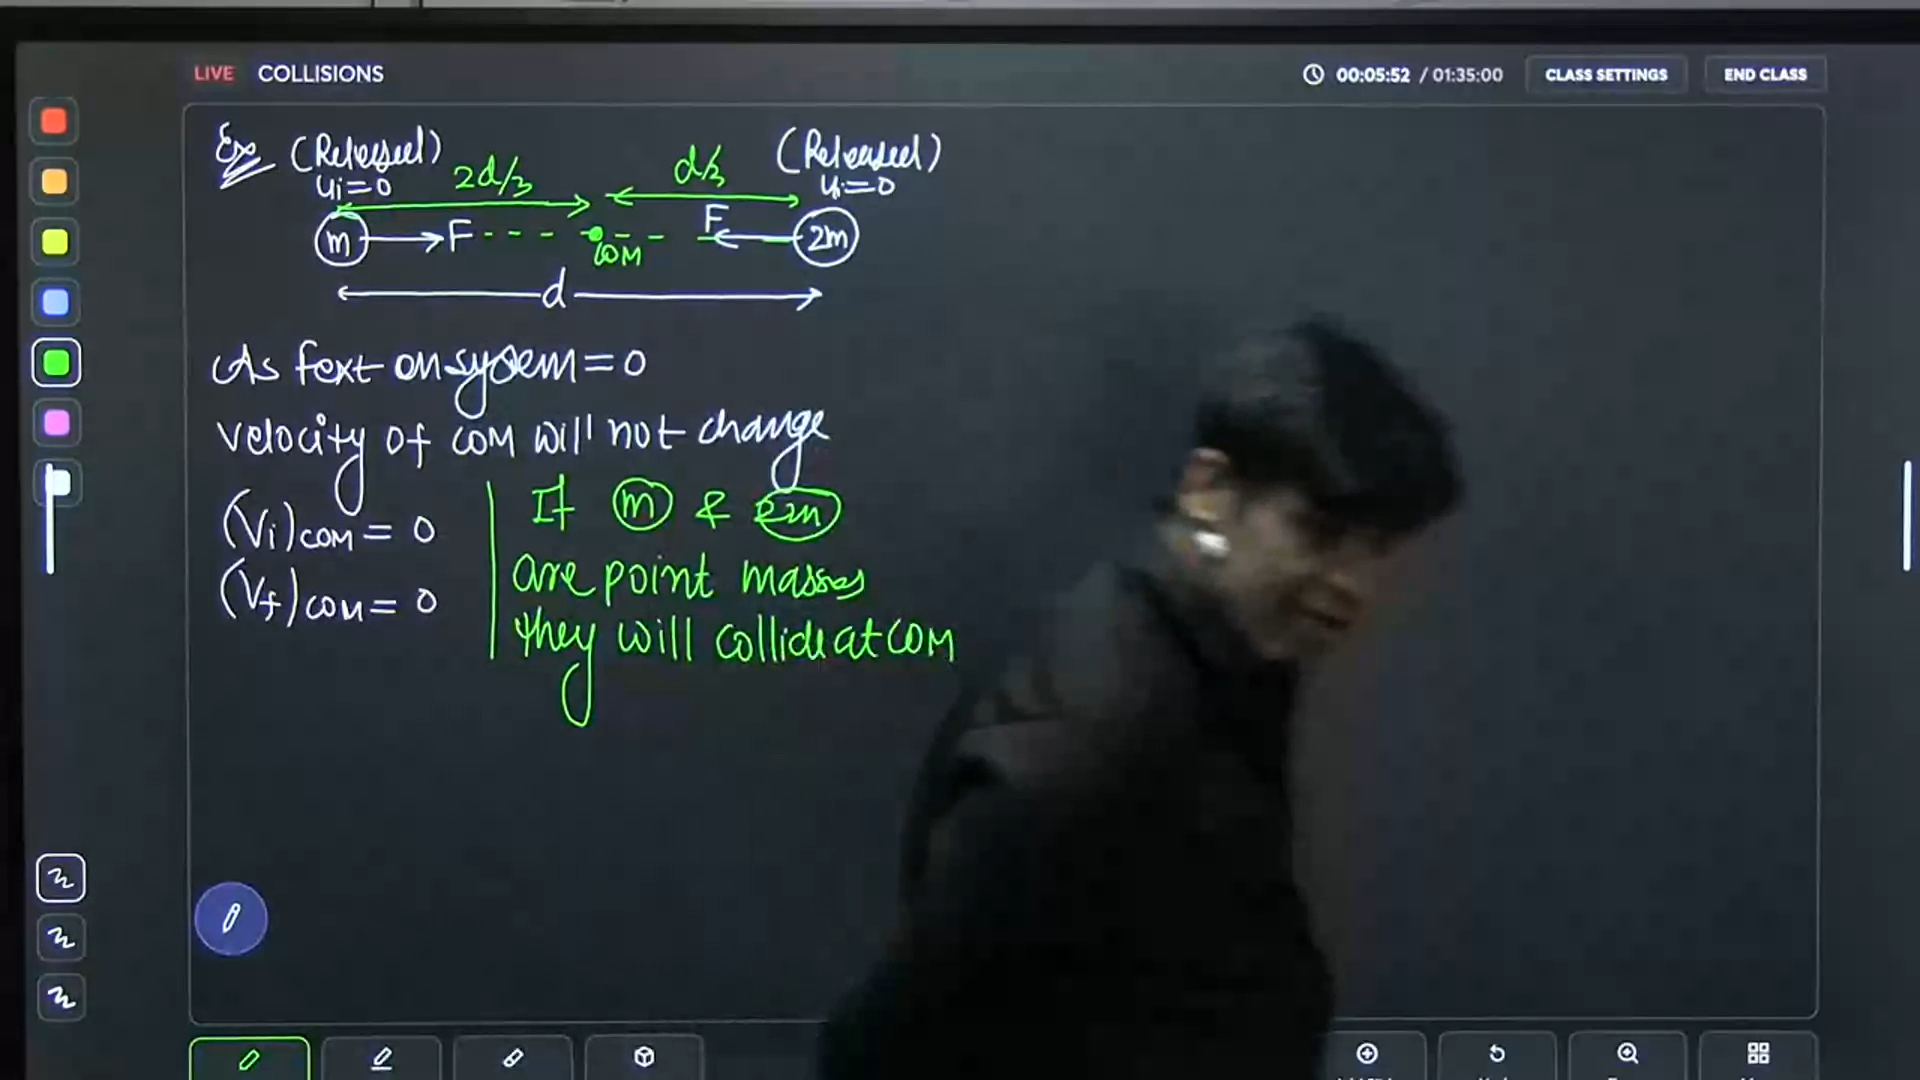 LIVE COLLISIONS 00:05:52 / 01:35:00 CLASS SETTINGS END CLASS
Ex (Released) (Released)
ui=0 2d/3 d/3 ui=0
m F COM F 2m
d
As Fext on system = 0
velocity of COM will not change
(Vi)COM = 0
(Vf)COM = 0
If m & 2m
are point masses
they will collide at COM